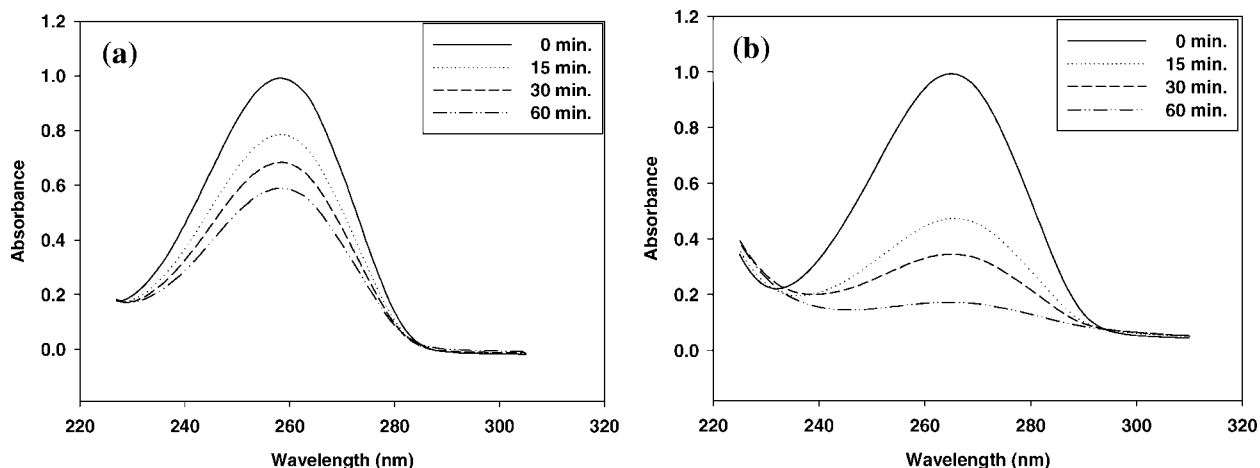 (a)
0 min.
15 min.
30 min.
60 min.
1.2
1.0
0.8
0.6
0.4
0.2
0.0
Absorbance
220 240 260 280 300 320
Wavelength (nm)
(b)
0 min.
15 min.
30 min.
60 min.
1.2
1.0
0.8
0.6
0.4
0.2
0.0
Absorbance
220 240 260 280 300 320
Wavelength (nm)